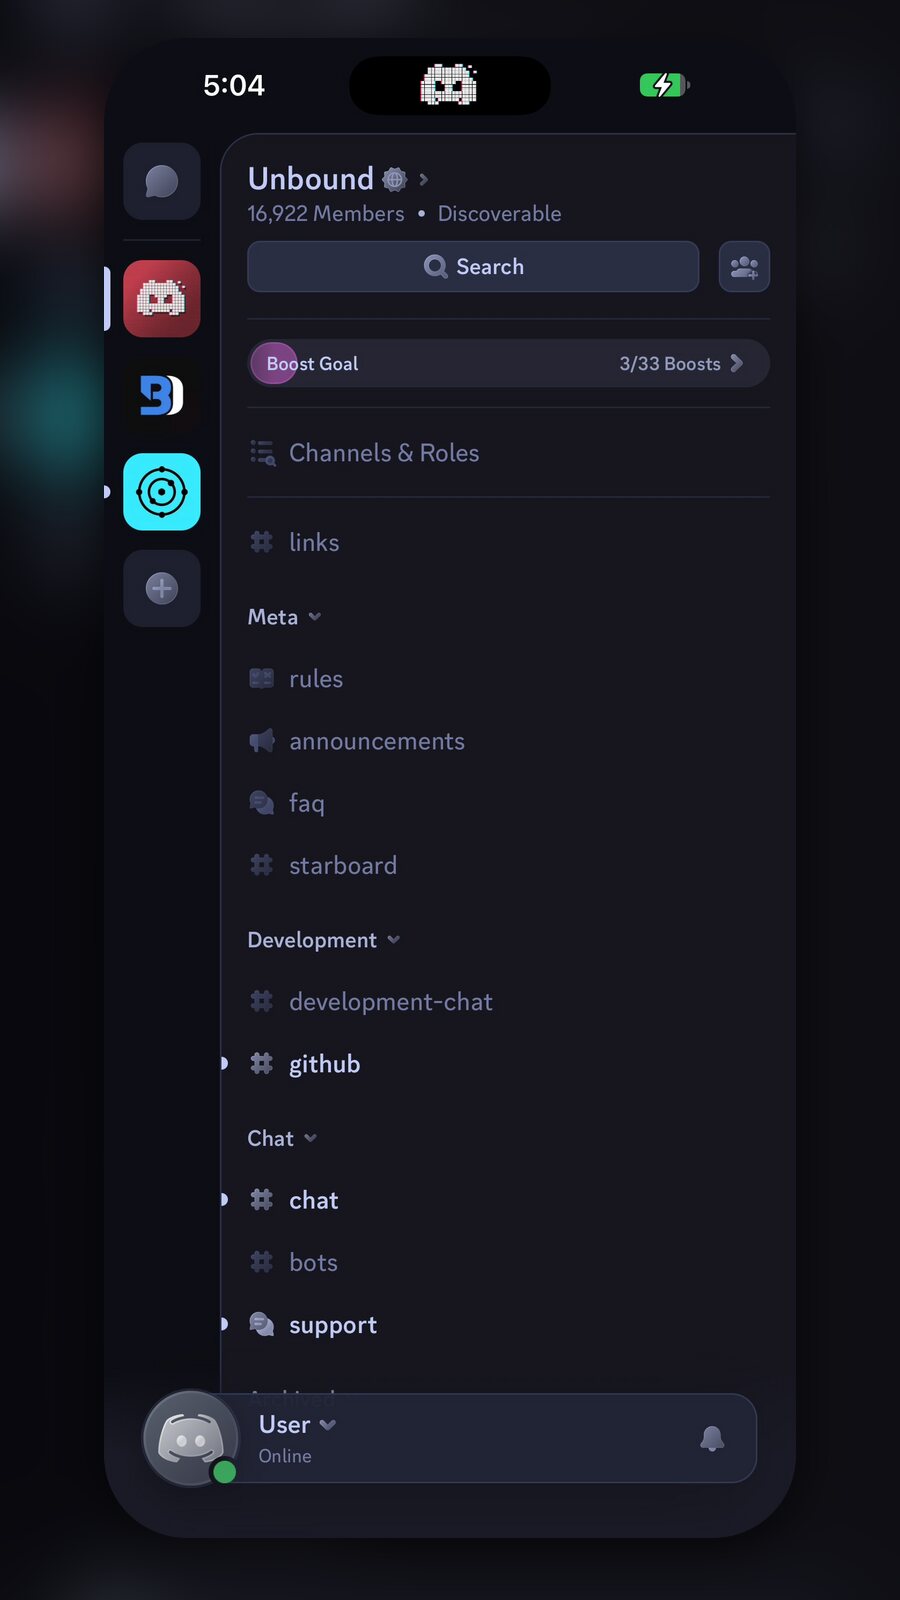 5:04
Unbound
16,922 Members • Discoverable
Search
Boost Goal 3/33 Boosts
Channels & Roles
links
Meta
rules
announcements
faq
starboard
Development
development-chat
github
Chat
chat
bots
support
Archived
User
Online